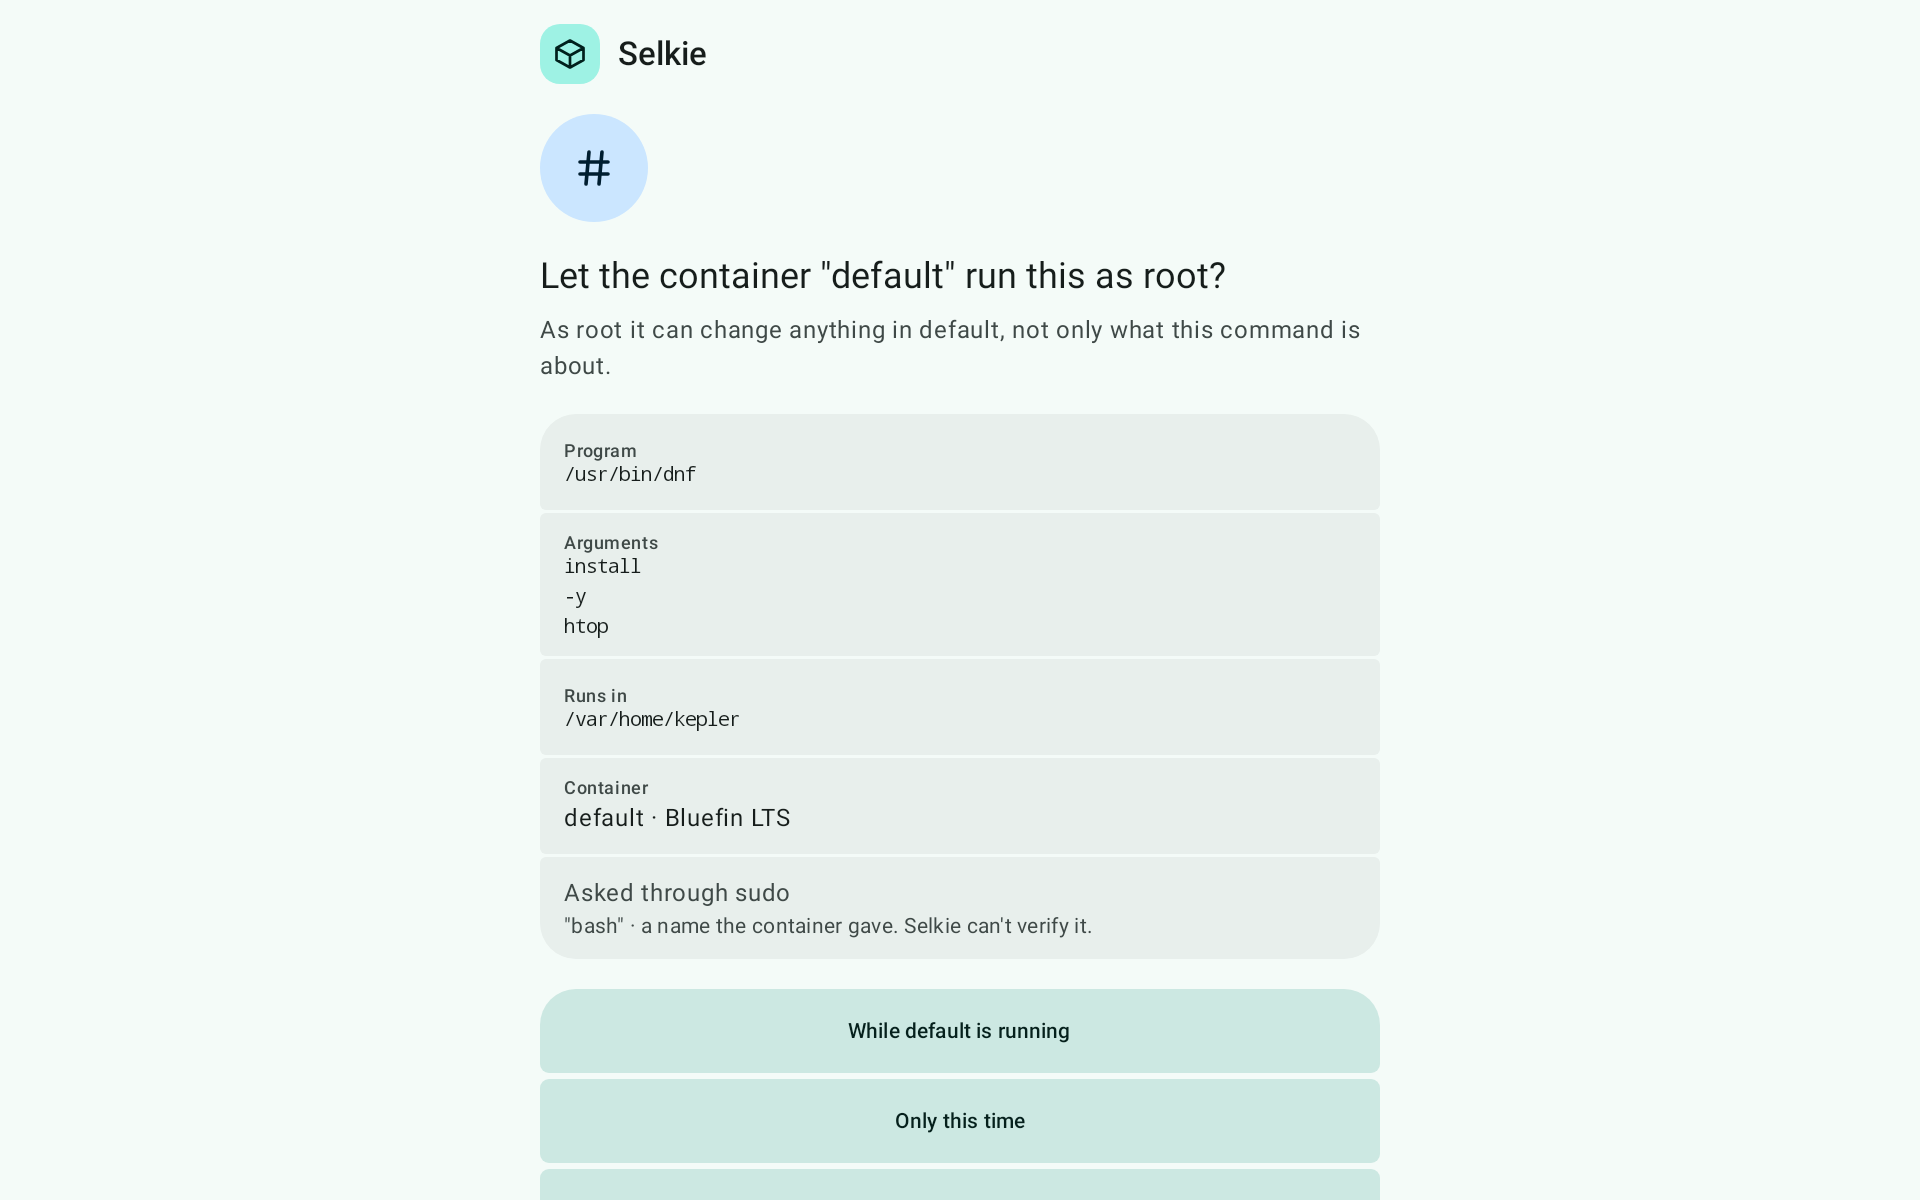 Selkie
#
Let the container "default" run this as root?
As root it can change anything in default, not only what this command is
about.
Program
/usr/bin/dnf
Arguments
install
-y
htop
Runs in
/var/home/kepler
Container
default · Bluefin LTS
Asked through sudo
"bash" · a name the container gave. Selkie can't verify it.
While default is running
Only this time